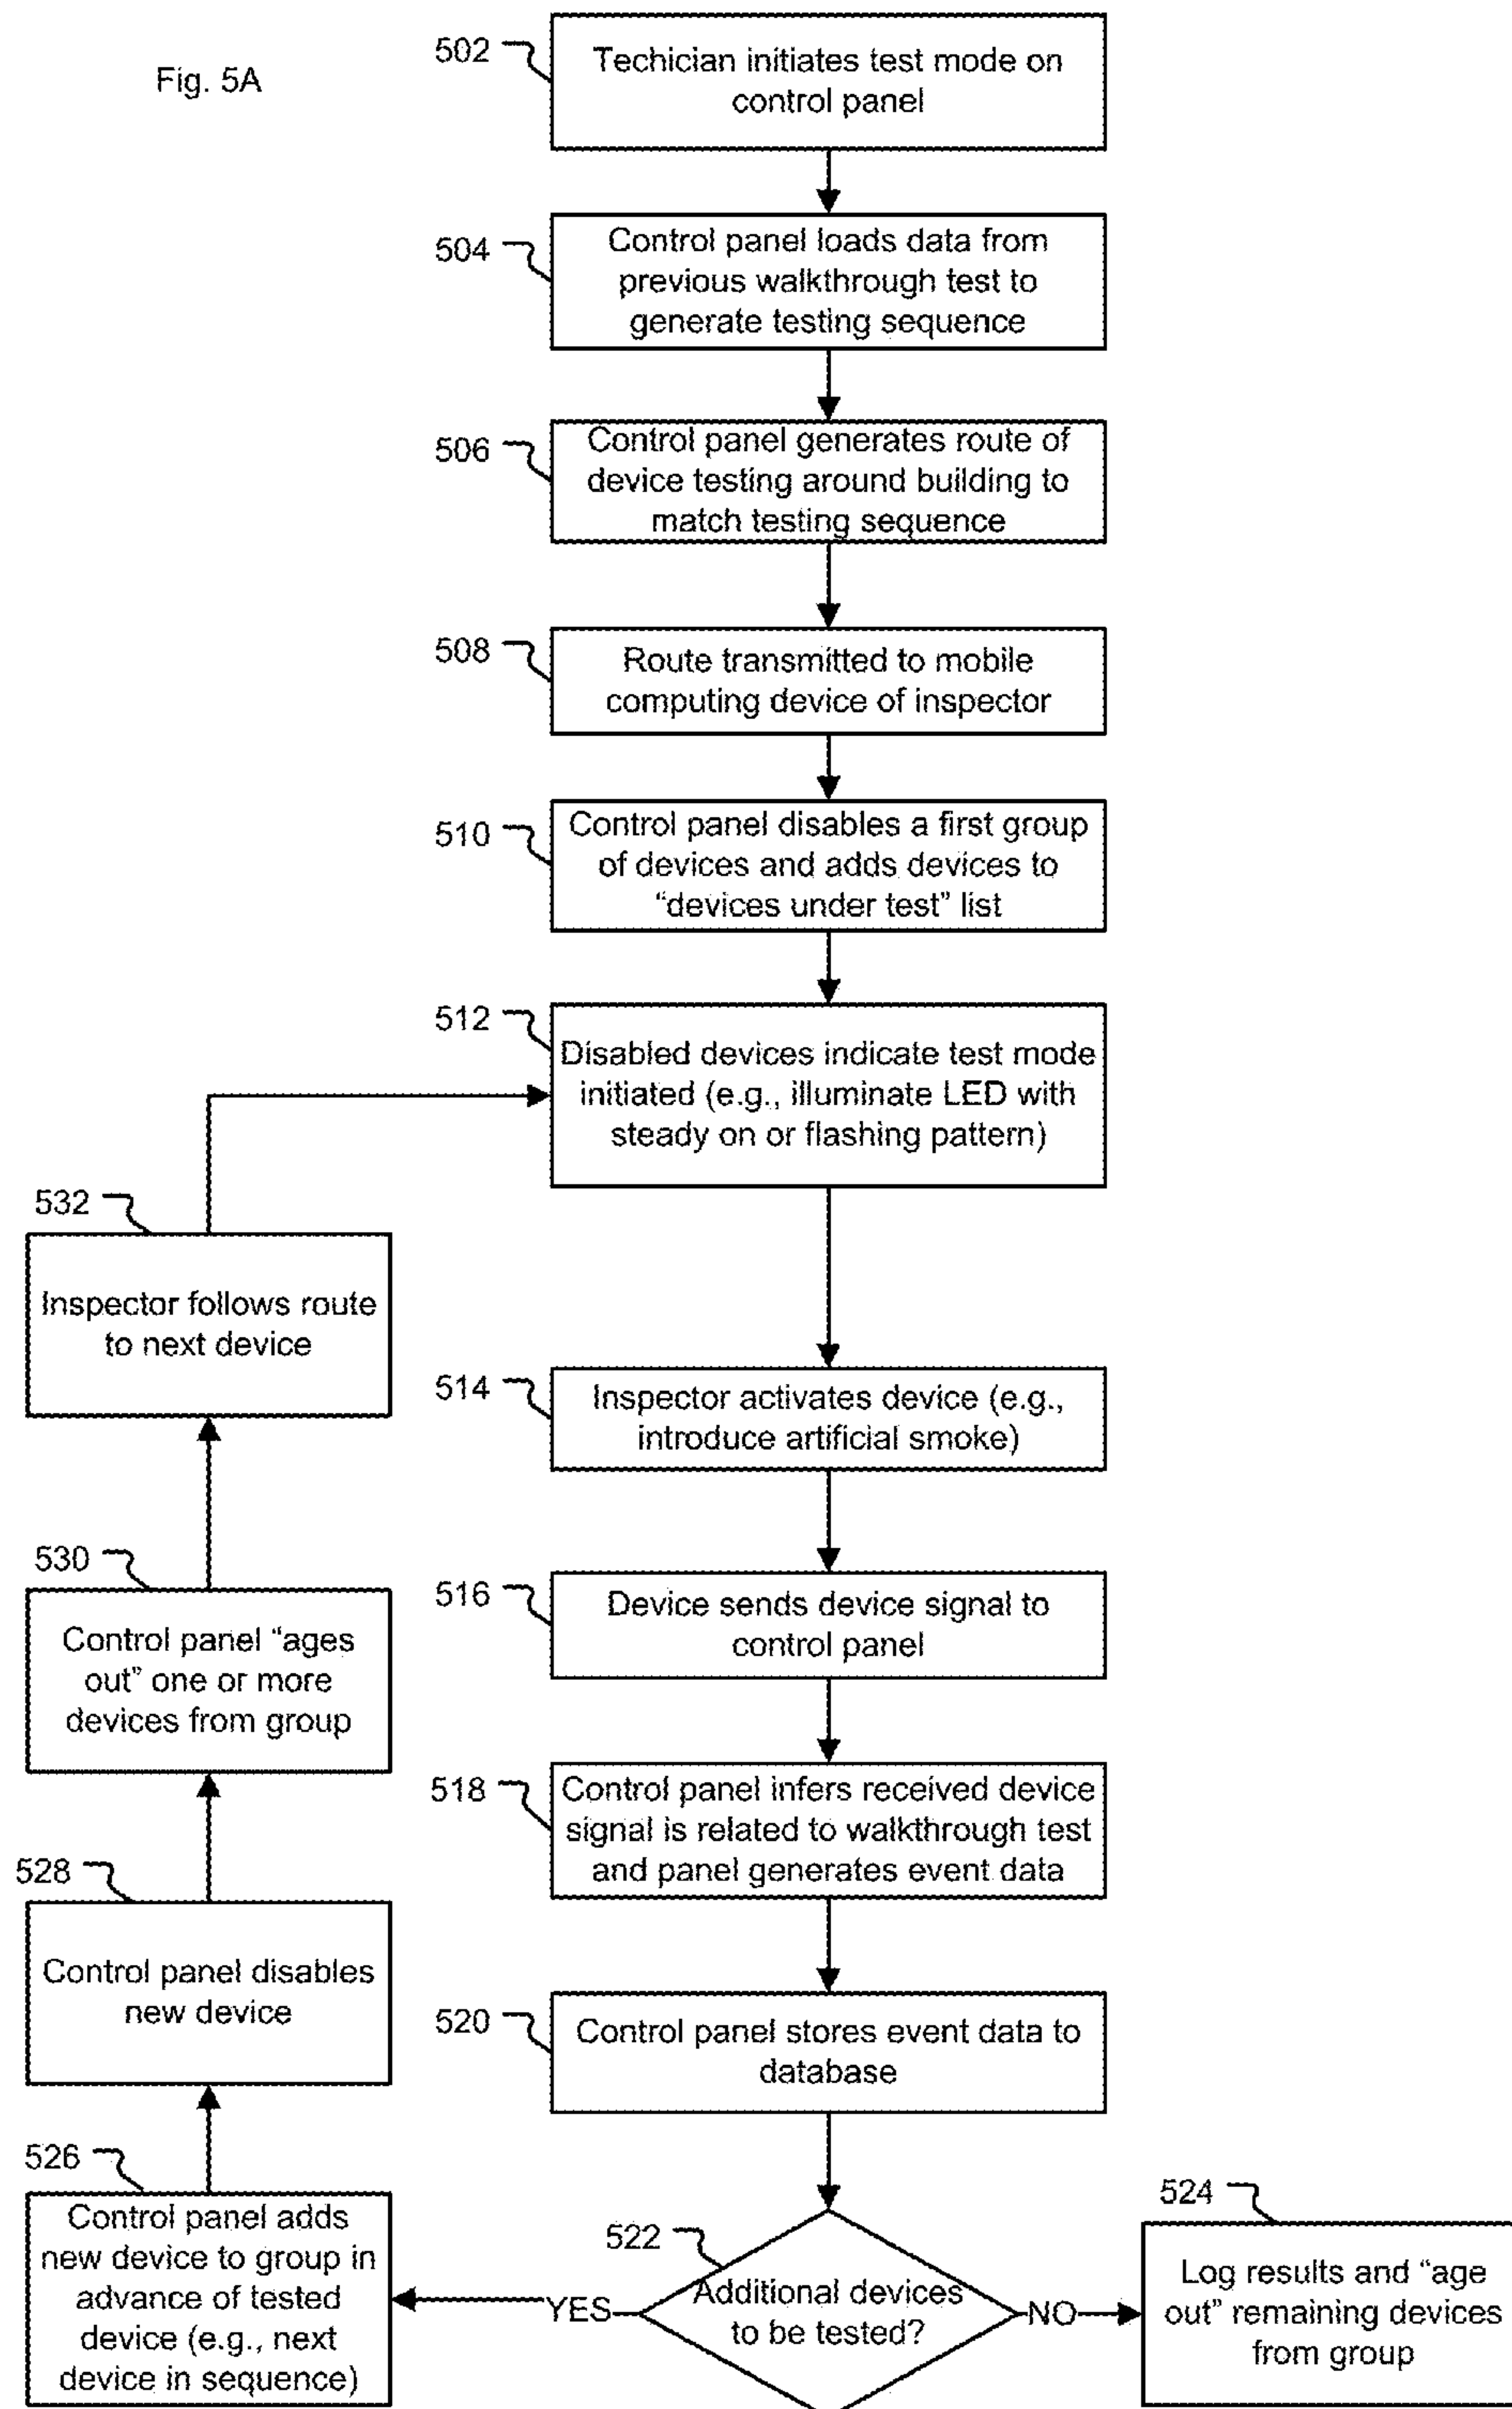 Fig. 5A
502
Techician initiates test mode on
control panel
504
Control panel loads data from
previous walkthrough test to
generate testing sequence
506
Control panel generates route of
device testing around building to
match testing sequence
508
Route transmitted to mobile
computing device of inspector
510
Control panel disables a first group
of devices and adds devices to
“devices under test” list
512
Disabled devices indicate test mode
initiated (e.g., illuminate LED with
steady on or flashing pattern)
514
Inspector activates device (e.g.,
introduce artificial smoke)
516
Device sends device signal to
control panel
518
Control panel infers received device
signal is related to walkthrough test
and panel generates event data
520
Control panel stores event data to
database
522
Additional devices
to be tested?
YES
NO
524
Log results and “age
out” remaining devices
from group
526
Control panel adds
new device to group in
advance of tested
device (e.g., next
device in sequence)
528
Control panel disables
new device
530
Control panel “ages
out” one or more
devices from group
532
Inspector follows route
to next device